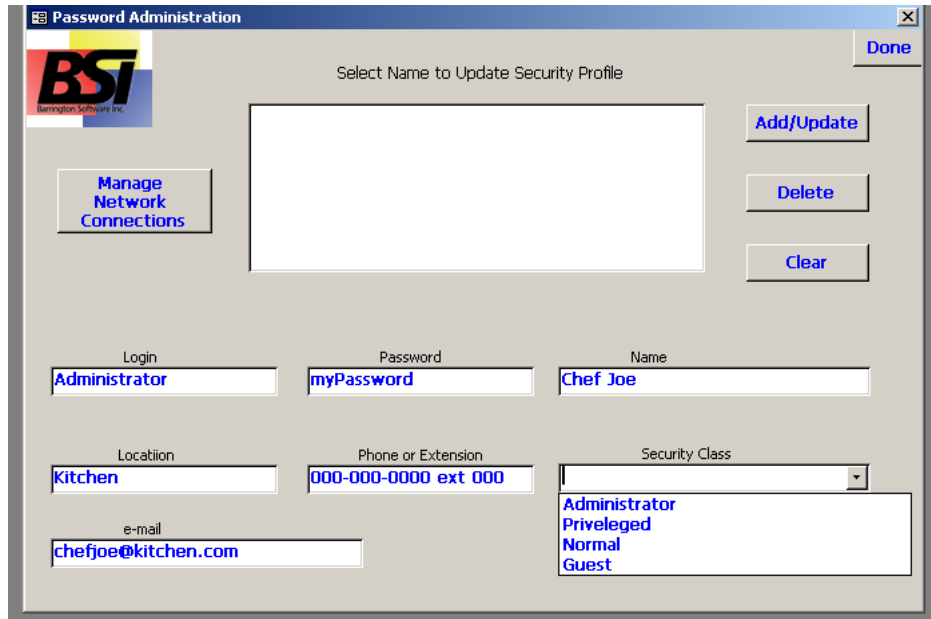 Password Administration
Done
BSi
Barrington Software Inc.
Select Name to Update Security Profile
Add/Update
Manage
Network
Connections
Delete
Clear
Login
Password
Name
Administrator
myPassword
Chef Joe
Locatiion
Phone or Extension
Security Class
Kitchen
000-000-0000 ext 000
Administrator
Priveleged
Normal
Guest
e-mail
chefjoe@kitchen.com